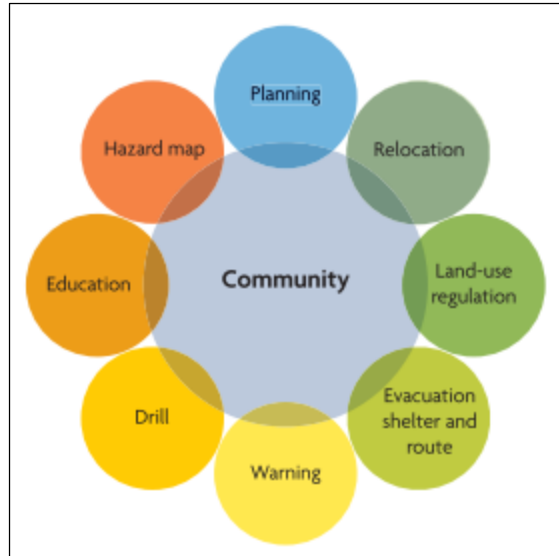 Planning
Hazard map
Relocation
Community
Education
Land-use
regulation
Drill
Evacuation
shelter and
route
Warning